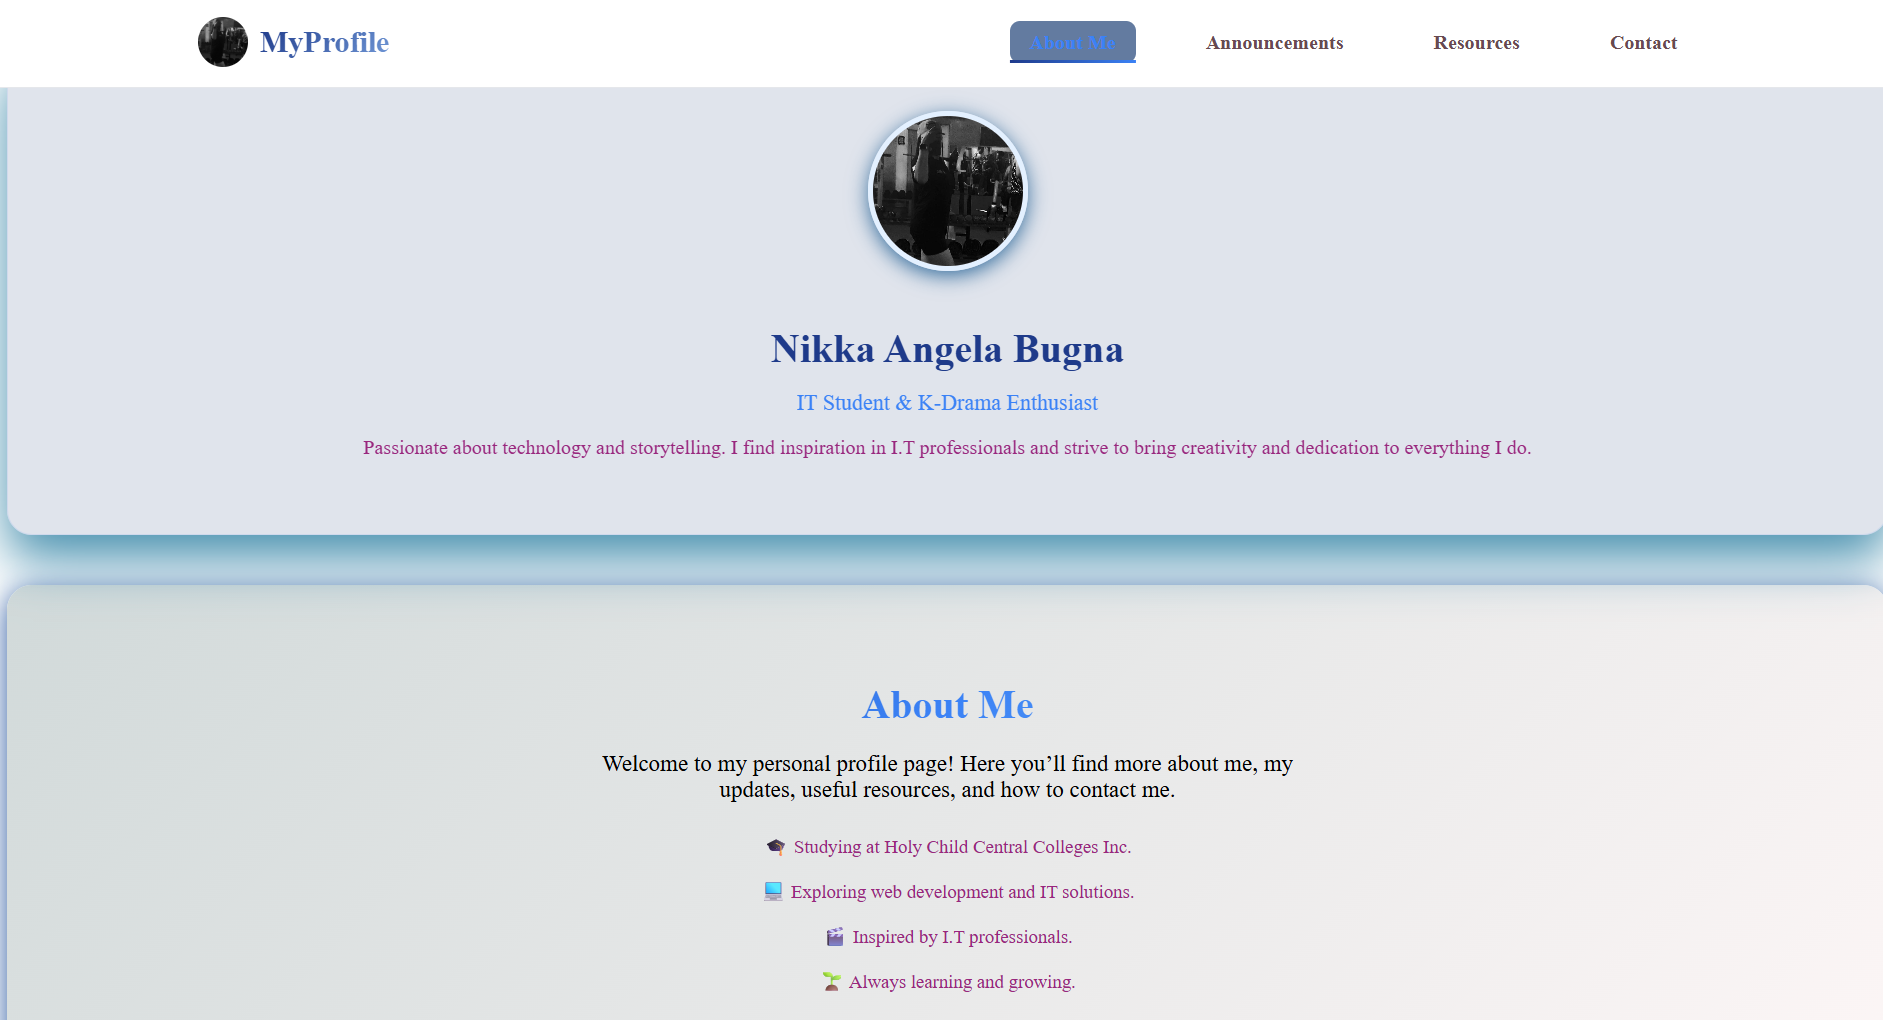 MyProfile
About Me
Announcements
Resources
Contact
Nikka Angela Bugna
IT Student & K-Drama Enthusiast
Passionate about technology and storytelling. I find inspiration in I.T professionals and strive to bring creativity and dedication to everything I do.
About Me
Welcome to my personal profile page! Here you’ll find more about me, my
updates, useful resources, and how to contact me.
🎓 Studying at Holy Child Central Colleges Inc.
💻 Exploring web development and IT solutions.
🎬 Inspired by I.T professionals.
🌱 Always learning and growing.